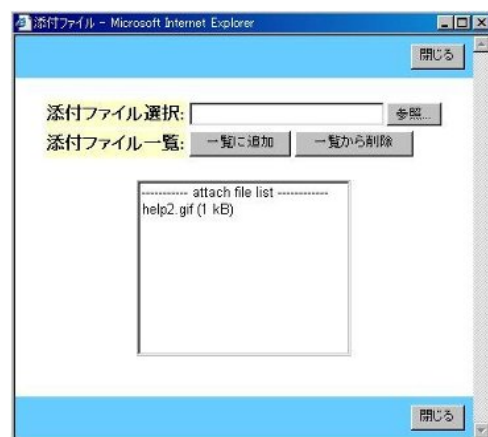 添付ファイル - Microsoft Internet Explorer
閉じる
添付ファイル選択: 参照...
添付ファイル一覧: 一覧に追加 一覧から削除
----------- attach file list ------------
help2.gif (1 kB)
閉じる